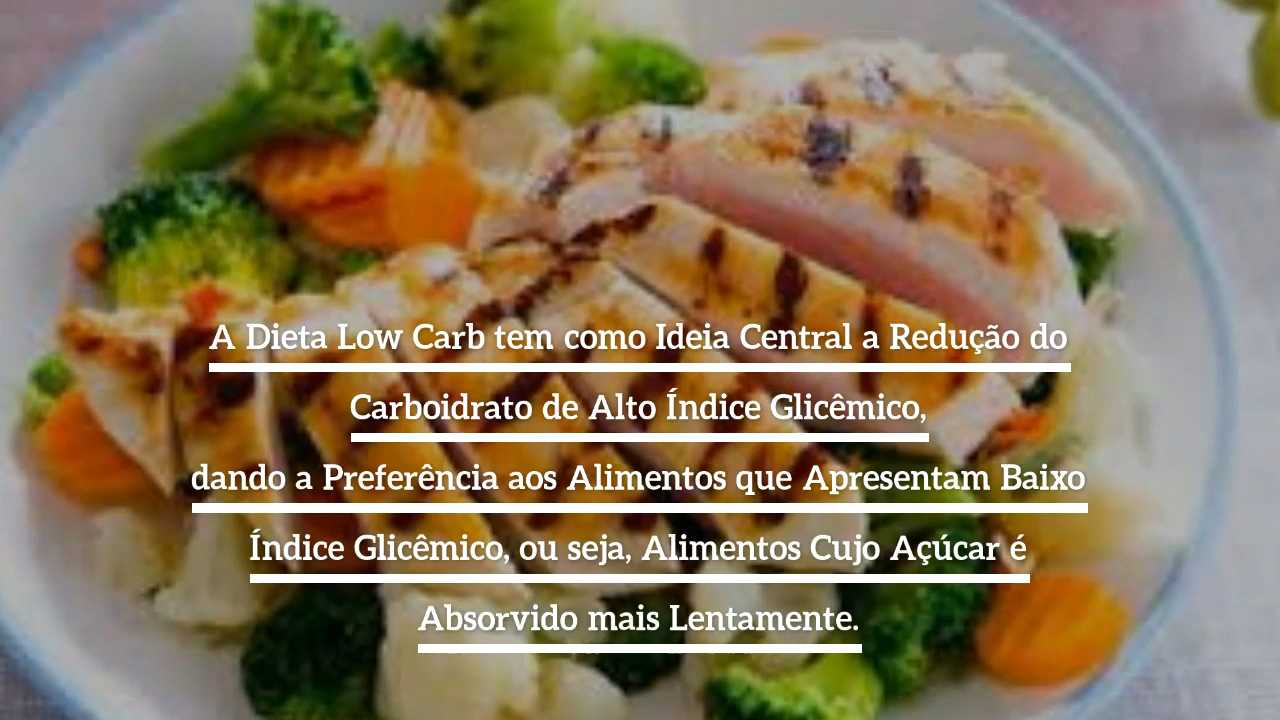 A Dieta Low Carb tem como Ideia Central a Redução do
Carboidrato de Alto Índice Glicêmico,
dando a Preferência aos Alimentos que Apresentam Baixo
Índice Glicêmico, ou seja, Alimentos Cujo Açúcar é
Absorvido mais Lentamente.